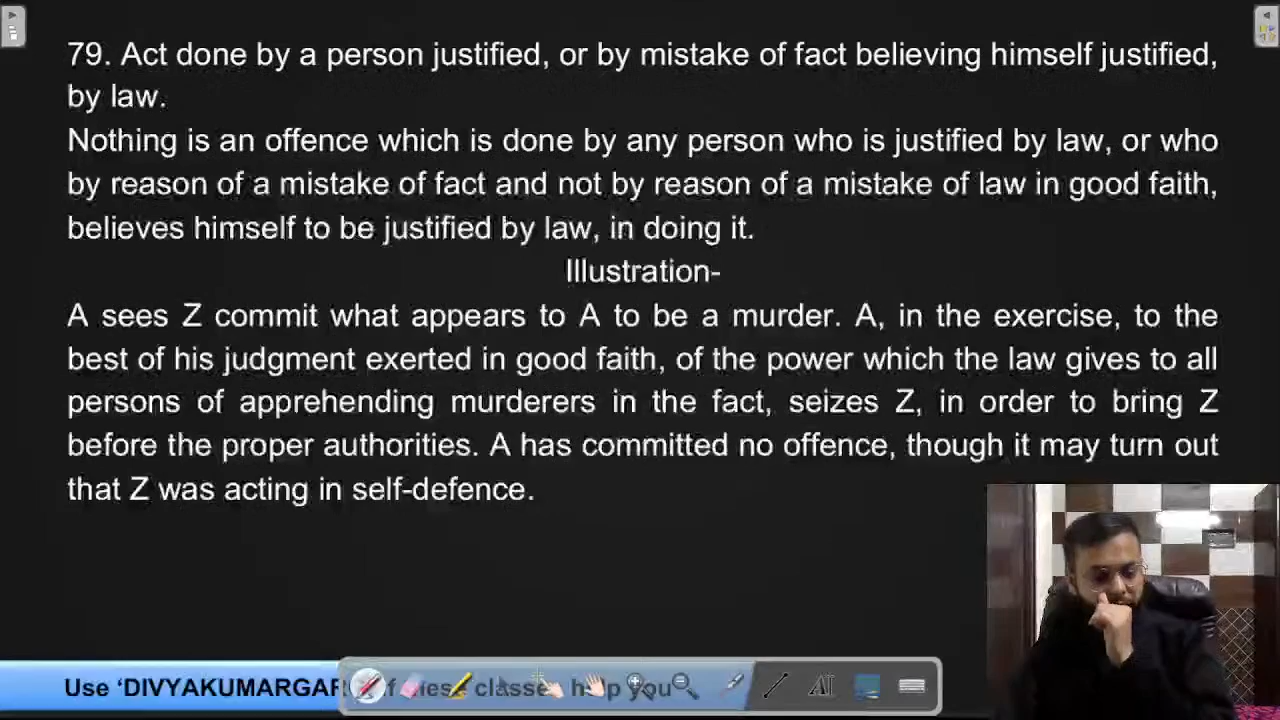 79. Act done by a person justified, or by mistake of fact believing himself justified,
by law.
Nothing is an offence which is done by any person who is justified by law, or who
by reason of a mistake of fact and not by reason of a mistake of law in good faith,
believes himself to be justified by law, in doing it.
Illustration-
A sees Z commit what appears to A to be a murder. A, in the exercise, to the
best of his judgment exerted in good faith, of the power which the law gives to all
persons of apprehending murderers in the fact, seizes Z, in order to bring Z
before the proper authorities. A has committed no offence, though it may turn out
that Z was acting in self-defence.
Use ‘DIVYAKUMARGAR help you
AI